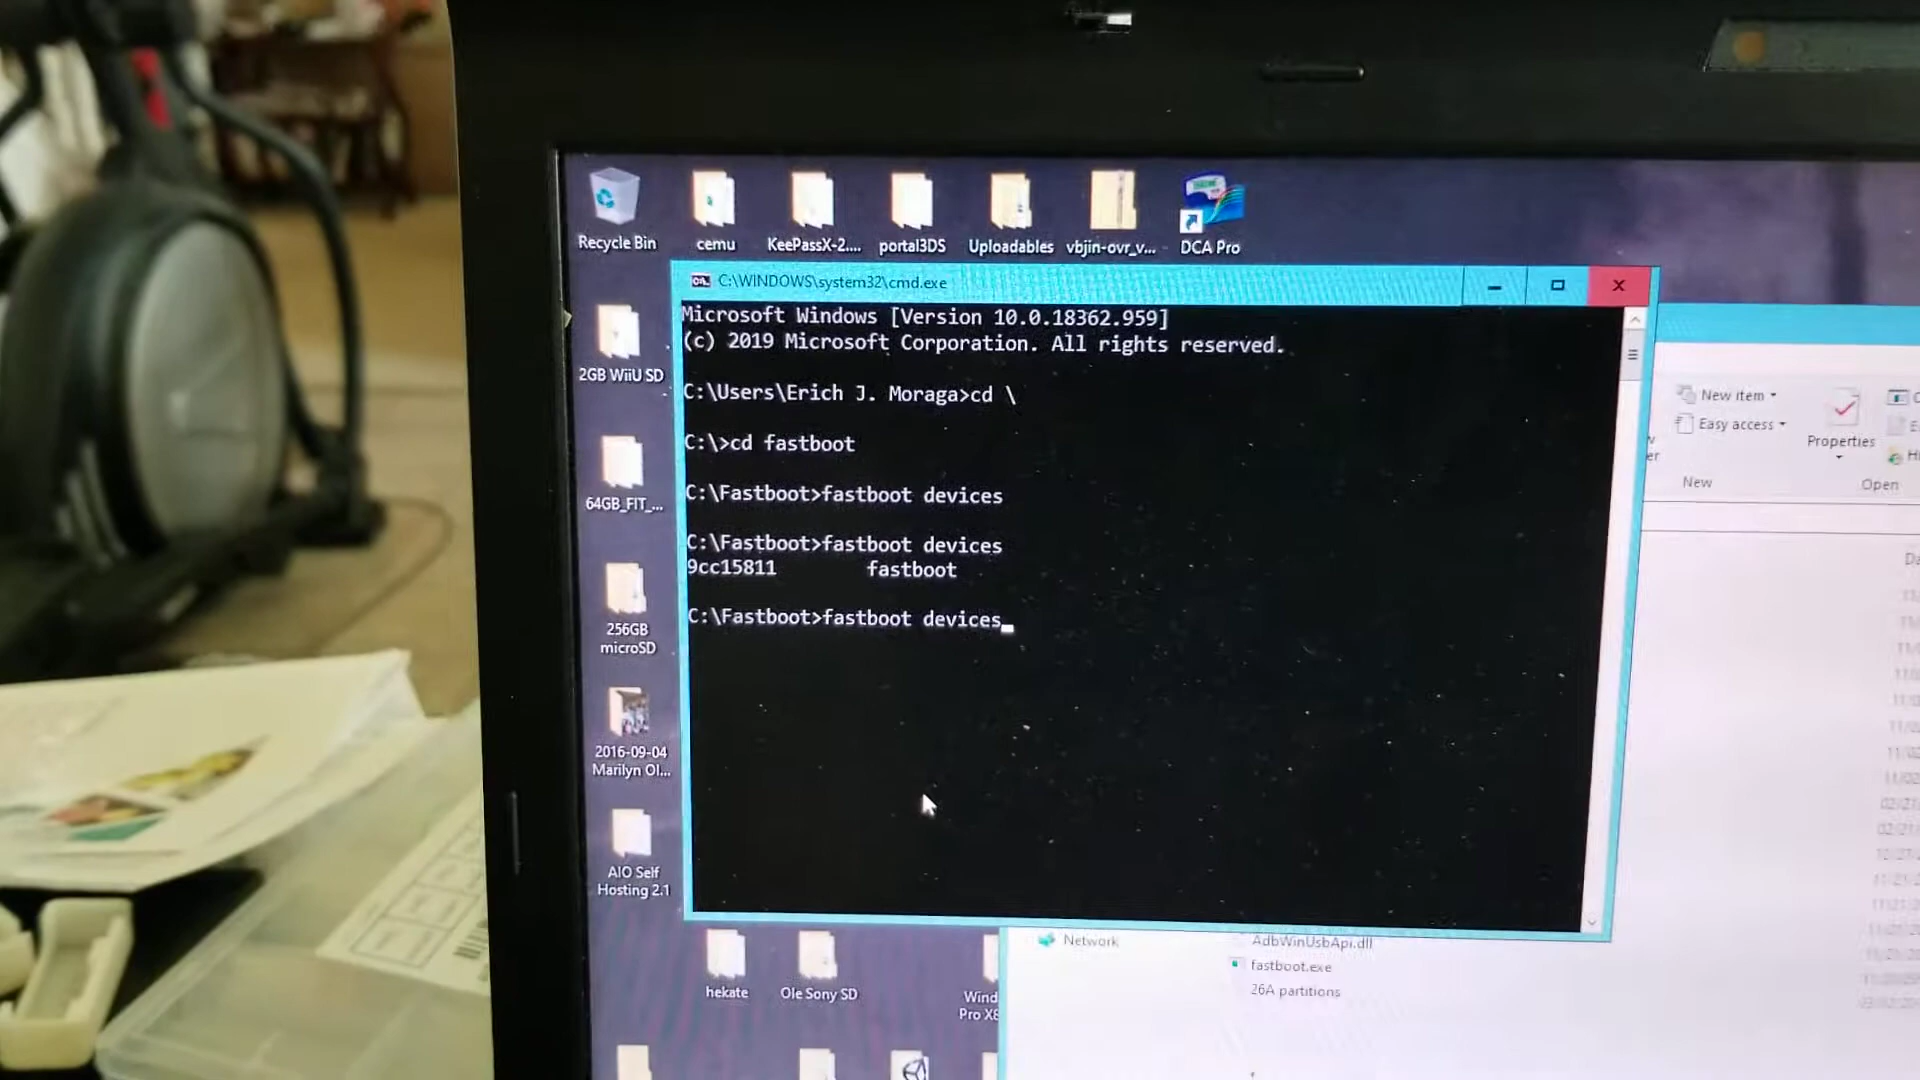 Recycle Bin
cemu
KeePassX-2....
portal3DS
Uploadables
vbjin-ovr_v...
DCA Pro
2GB WiiU SD
64GB_FIT_...
256GB
microSD
2016-09-04
Marilyn Ol...
AIO Self
Hosting 2.1
hekate
Ole Sony SD
Wind
Pro X8
C:\WINDOWS\system32\cmd.exe
Microsoft Windows [Version 10.0.18362.959]
(c) 2019 Microsoft Corporation. All rights reserved.
C:\Users\Erich J. Moraga>cd \
C:\>cd fastboot
C:\Fastboot>fastboot devices
C:\Fastboot>fastboot devices
9cc15811 fastboot
C:\Fastboot>fastboot devices
New item
Easy access
New
Properties
Open
Network
AdbWinUsbApi.dll
fastboot.exe
26A partitions